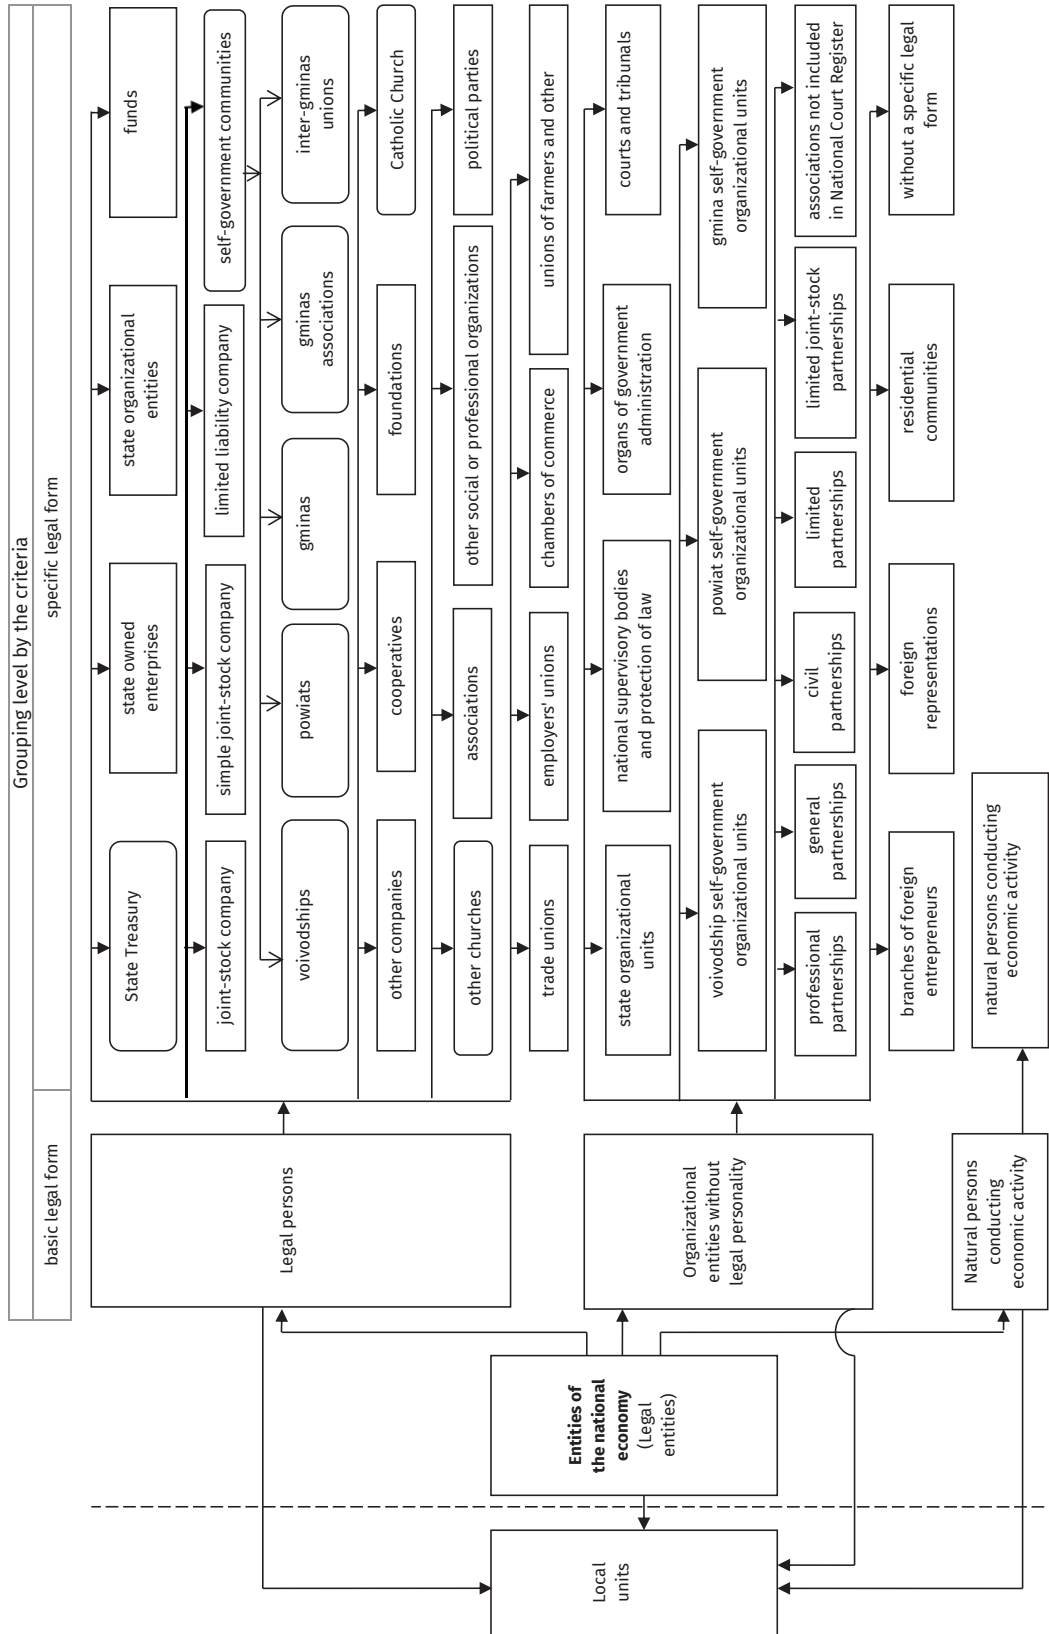 Grouping level by the criteria
basic legal form
specific legal form
Legal persons
State Treasury
state owned
enterprises
state organizational
entities
funds
joint-stock company
simple joint-stock company
limited liability company
self-government communities
voivodships
powiats
gminas
gminas
associations
inter-gminas
unions
other companies
cooperatives
foundations
Catholic Church
other churches
associations
other social or professional organizations
political parties
trade unions
employers' unions
chambers of commerce
unions of farmers and other
Local
units
Entities of
the national
economy
(Legal
entities)
Organizational
entities without
legal personality
state organizational
units
national supervisory bodies
and protection of law
organs of government
administration
courts and tribunals
voivodship self-government
organizational units
powiat self-government
organizational units
gmina self-government
organizational units
professional
partnerships
general
partnerships
civil
partnerships
limited
partnerships
limited joint-stock
partnerships
associations not included
in National Court Register
branches of foreign
entrepreneurs
foreign
representations
residential
communities
without a specific legal
form
Natural persons
conducting
economic activity
natural persons conducting
economic activity